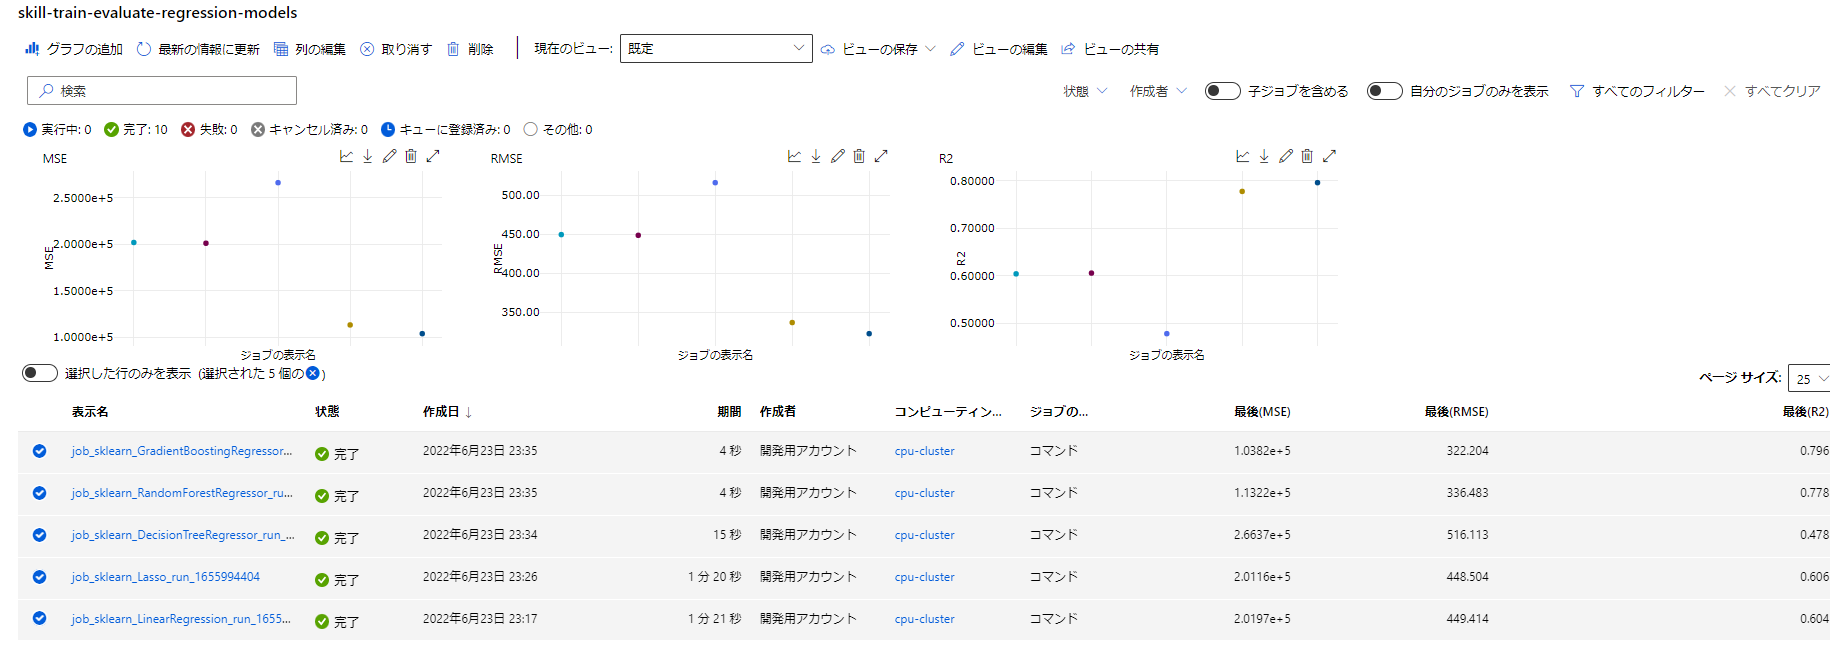 skill-train-evaluate-regression-models
グラフの追加 最新の情報に更新 列の編集 取り消す 削除 現在のビュー: 既定 ビューの保存 ビューの編集 ビューの共有
検索 状態 作成者 子ジョブを含める 自分のジョブのみを表示 すべてのフィルター すべてクリア
実行中: 0 完了: 10 失敗: 0 キャンセル済み: 0 キューに登録済み: 0 その他: 0
MSE
2.5000e+5
2.0000e+5
1.5000e+5
1.0000e+5
MSE
ジョブの表示名
RMSE
500.00
450.00
400.00
350.00
RMSE
ジョブの表示名
R2
0.80000
0.70000
0.60000
0.50000
R2
ジョブの表示名
選択した行のみを表示 (選択された 5 個の)
ページ サイズ: 25
表示名 状態 作成日 ↓ 期間 作成者 コンピューティン... ジョブの... 最後(MSE) 最後(RMSE) 最後(R2)
job_sklearn_GradientBoostingRegressor... 完了 2022年6月23日 23:35 4 秒 開発用アカウント cpu-cluster コマンド 1.0382e+5 322.204 0.796
job_sklearn_RandomForestRegressor_ru... 完了 2022年6月23日 23:35 4 秒 開発用アカウント cpu-cluster コマンド 1.1322e+5 336.483 0.778
job_sklearn_DecisionTreeRegressor_run_... 完了 2022年6月23日 23:34 15 秒 開発用アカウント cpu-cluster コマンド 2.6637e+5 516.113 0.478
job_sklearn_Lasso_run_1655994404 完了 2022年6月23日 23:26 1 分 20 秒 開発用アカウント cpu-cluster コマンド 2.0116e+5 448.504 0.606
job_sklearn_LinearRegression_run_1655... 完了 2022年6月23日 23:17 1 分 21 秒 開発用アカウント cpu-cluster コマンド 2.0197e+5 449.414 0.604